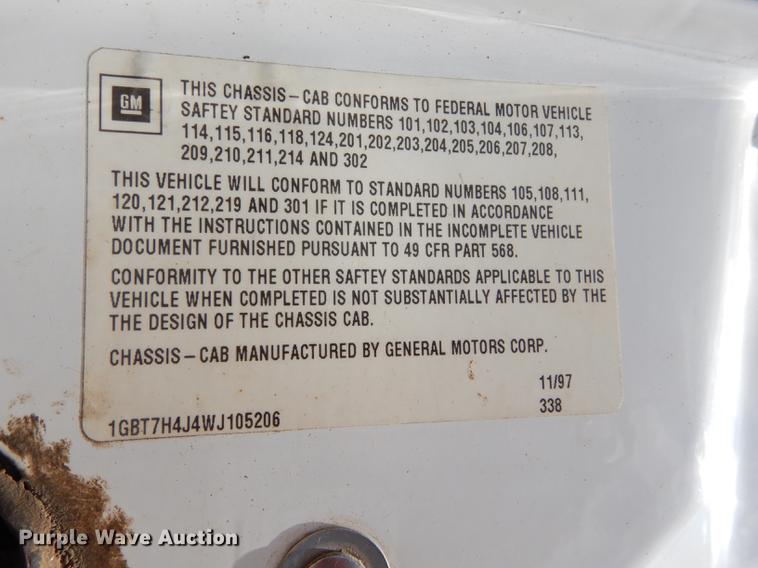 GM
THIS CHASSIS-CAB CONFORMS TO FEDERAL MOTOR VEHICLE
SAFTEY STANDARD NUMBERS 101,102,103,104,106,107,113,
114,115,116,118,124,201,202,203,204,205,206,207,208,
209,210,211,214 AND 302
THIS VEHICLE WILL CONFORM TO STANDARD NUMBERS 105,108,111,
120,121,212,219 AND 301 IF IT IS COMPLETED IN ACCORDANCE
WITH THE INSTRUCTIONS CONTAINED IN THE INCOMPLETE VEHICLE
DOCUMENT FURNISHED PURSUANT TO 49 CFR PART 568.
CONFORMITY TO THE OTHER SAFTEY STANDARDS APPLICABLE TO THIS
VEHICLE WHEN COMPLETED IS NOT SUBSTANTIALLY AFFECTED BY THE
THE DESIGN OF THE CHASSIS CAB.
CHASSIS-CAB MANUFACTURED BY GENERAL MOTORS CORP.
11/97
338
1GBT7H4J4WJ105206
Purple Wave Auction